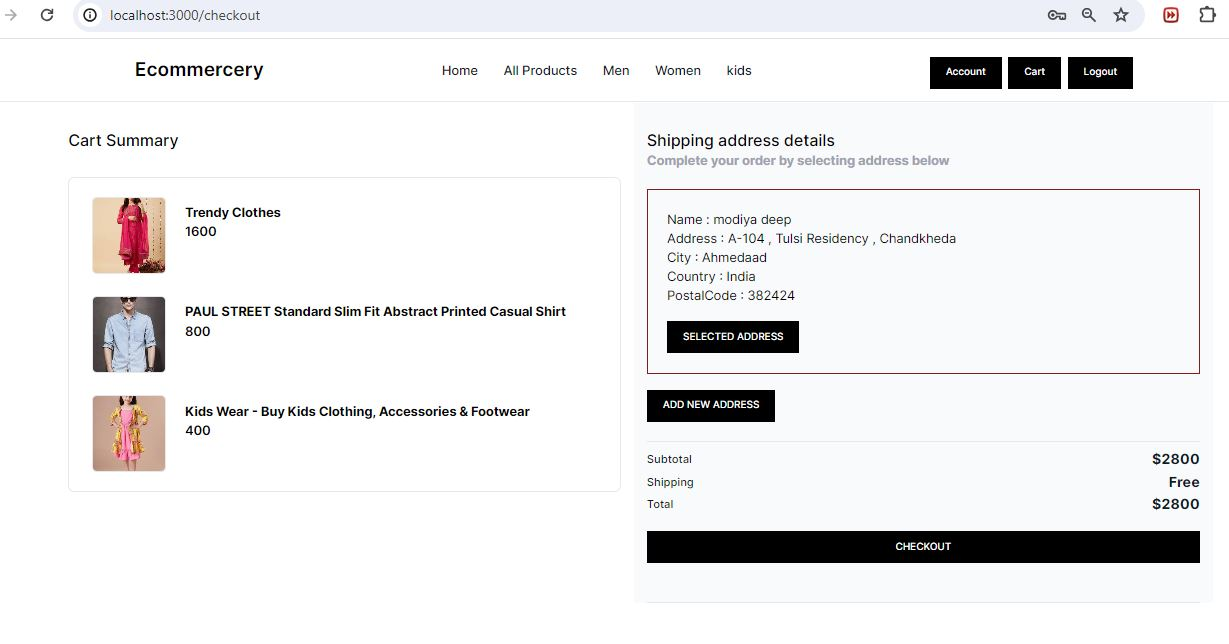 localhost:3000/checkout
Ecommercery
Home All Products Men Women kids
Account Cart Logout
Cart Summary
Trendy Clothes
1600
PAUL STREET Standard Slim Fit Abstract Printed Casual Shirt
800
Kids Wear - Buy Kids Clothing, Accessories & Footwear
400
Shipping address details
Complete your order by selecting address below
Name : modiya deep
Address : A-104 , Tulsi Residency , Chandkheda
City : Ahmedaad
Country : India
PostalCode : 382424
SELECTED ADDRESS
ADD NEW ADDRESS
Subtotal $2800
Shipping Free
Total $2800
CHECKOUT